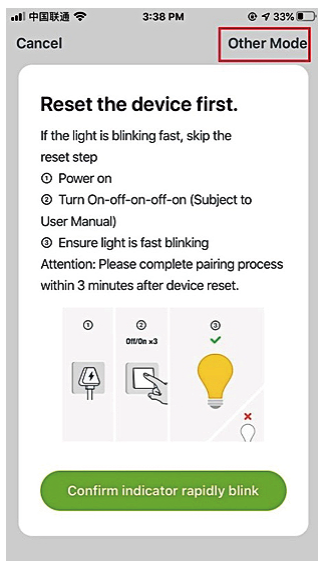 中国联通 3:38 PM 33%
Cancel Other Mode
Reset the device first.
If the light is blinking fast, skip the
reset step
① Power on
② Turn On-off-on-off-on (Subject to
User Manual)
③ Ensure light is fast blinking
Attention: Please complete pairing process
within 3 minutes after device reset.
① ② ③
Off/On ×3
Confirm indicator rapidly blink